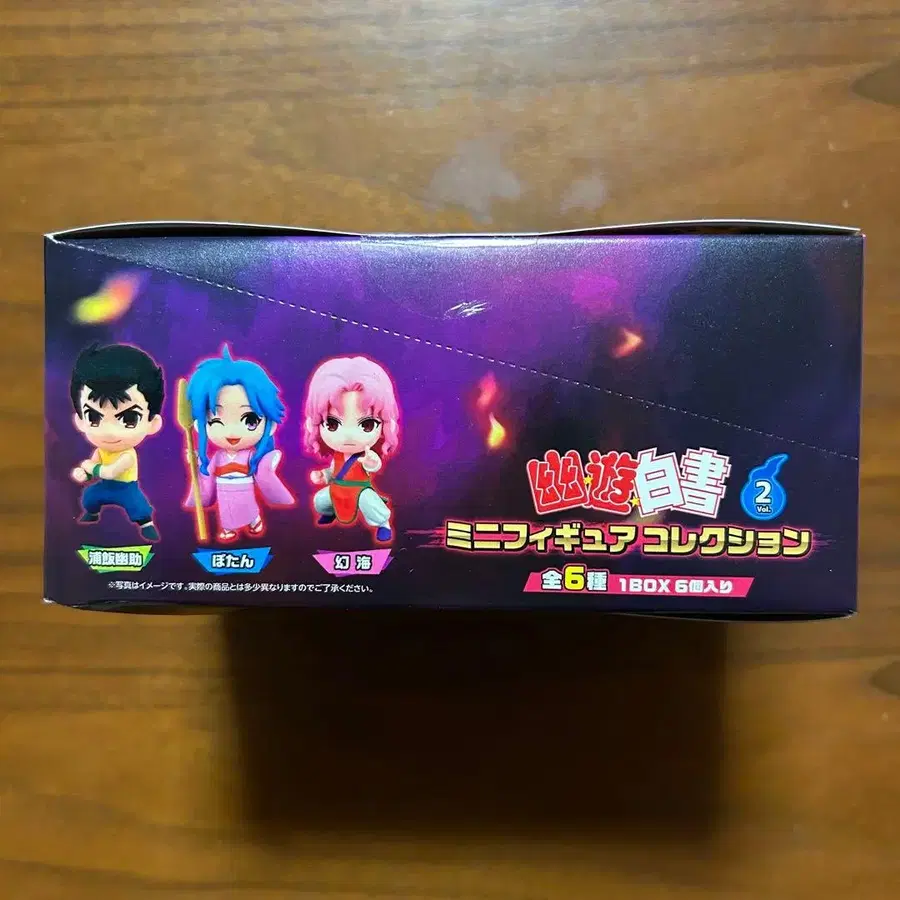 幽☆遊☆白書
2
Vol.
ミニフィギュア コレクション
全6種 1BOX 6個入り
浦飯幽助
ぼたん
幻海
※写真はイメージです。実際の商品とは多少異なりますのでご了承ください。